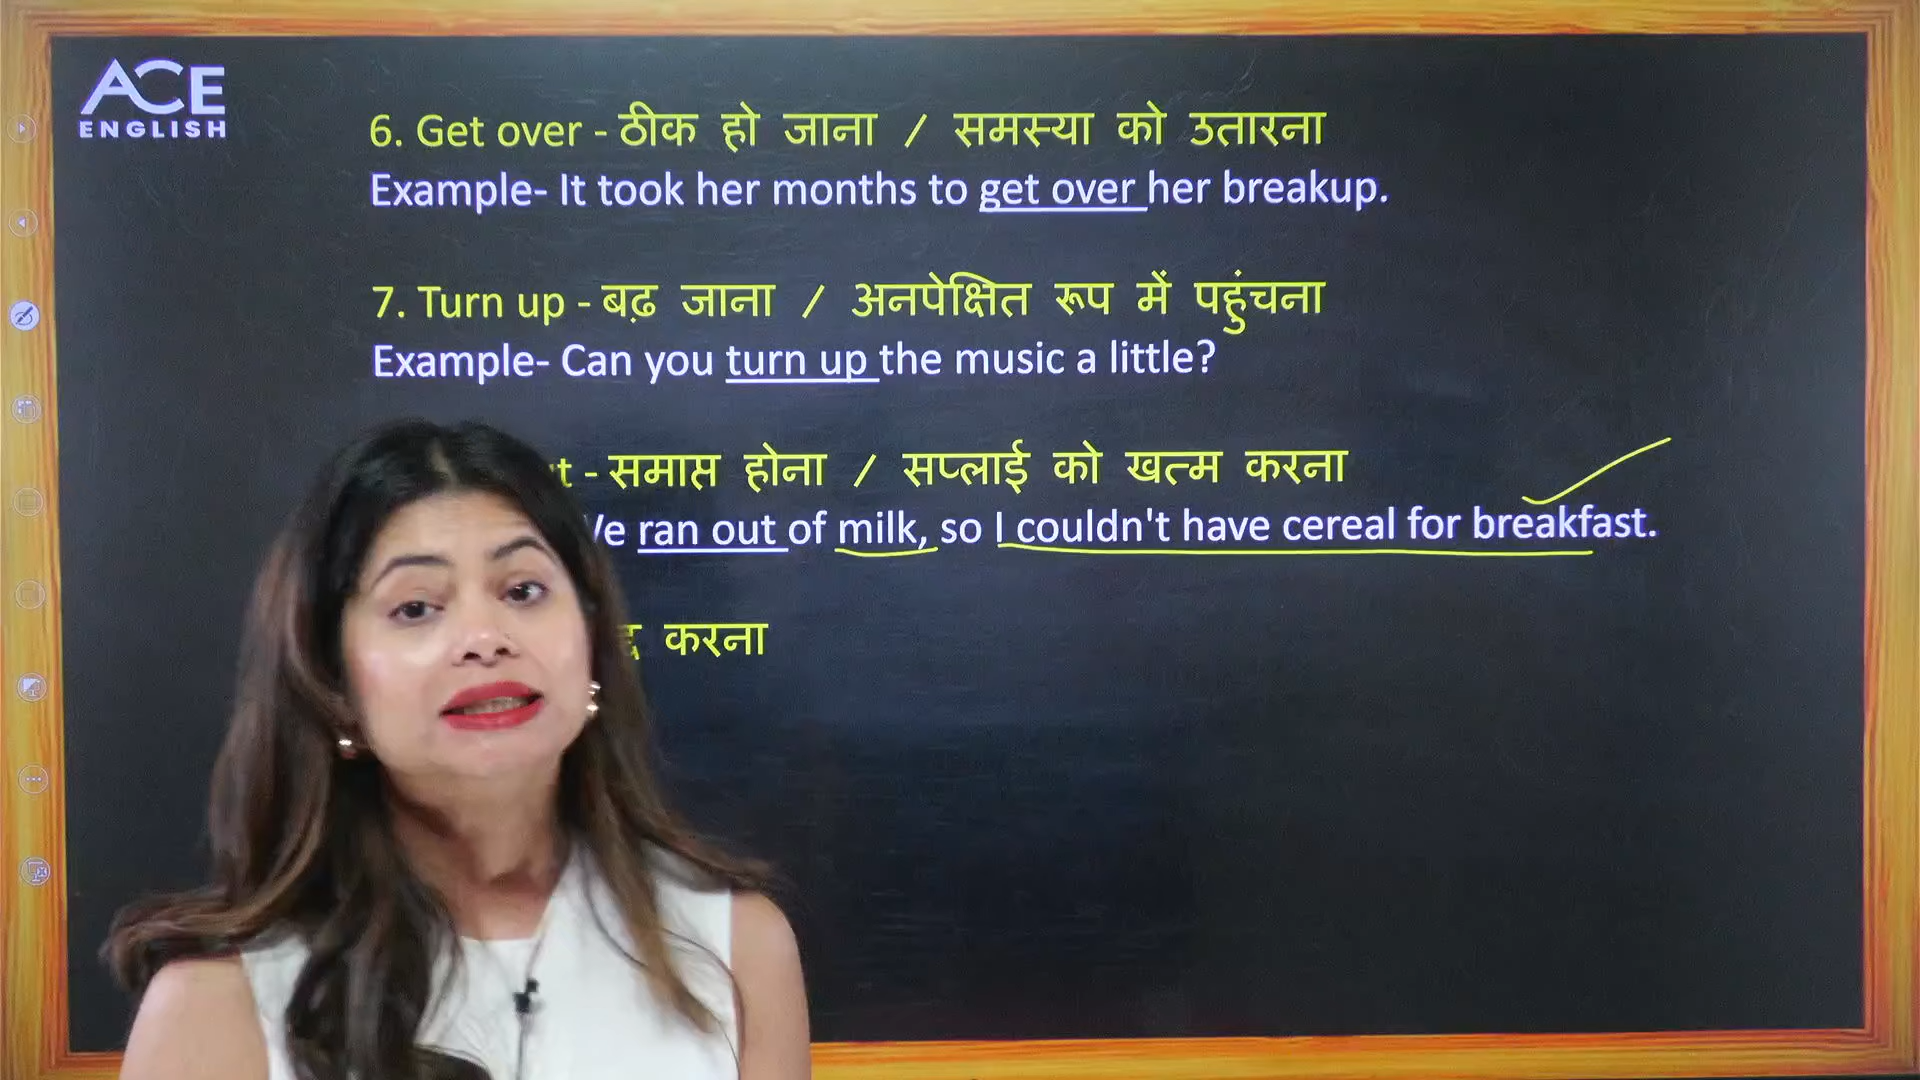 ACE
ENGLISH
6. Get over - ठीक हो जाना / समस्या को उतारना
Example- It took her months to get over her breakup.
7. Turn up - बढ़ जाना / अनपेक्षित रूप में पहुंचना
Example- Can you turn up the music a little?
- समाप्त होना / सप्लाई को खत्म करना
ran out of milk, so I couldn't have cereal for breakfast.
करना